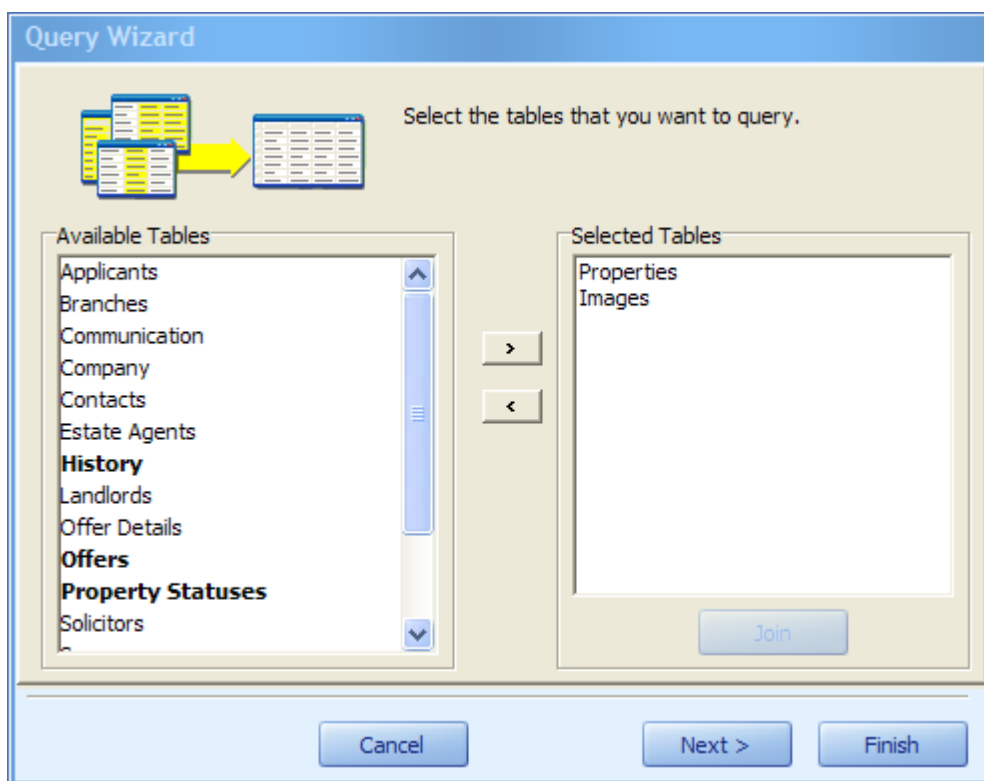 Query Wizard
Select the tables that you want to query.
Available Tables
Applicants
Branches
Communication
Company
Contacts
Estate Agents
History
Landlords
Offer Details
Offers
Property Statuses
Solicitors
>
<
Selected Tables
Properties
Images
Join
Cancel
Next >
Finish